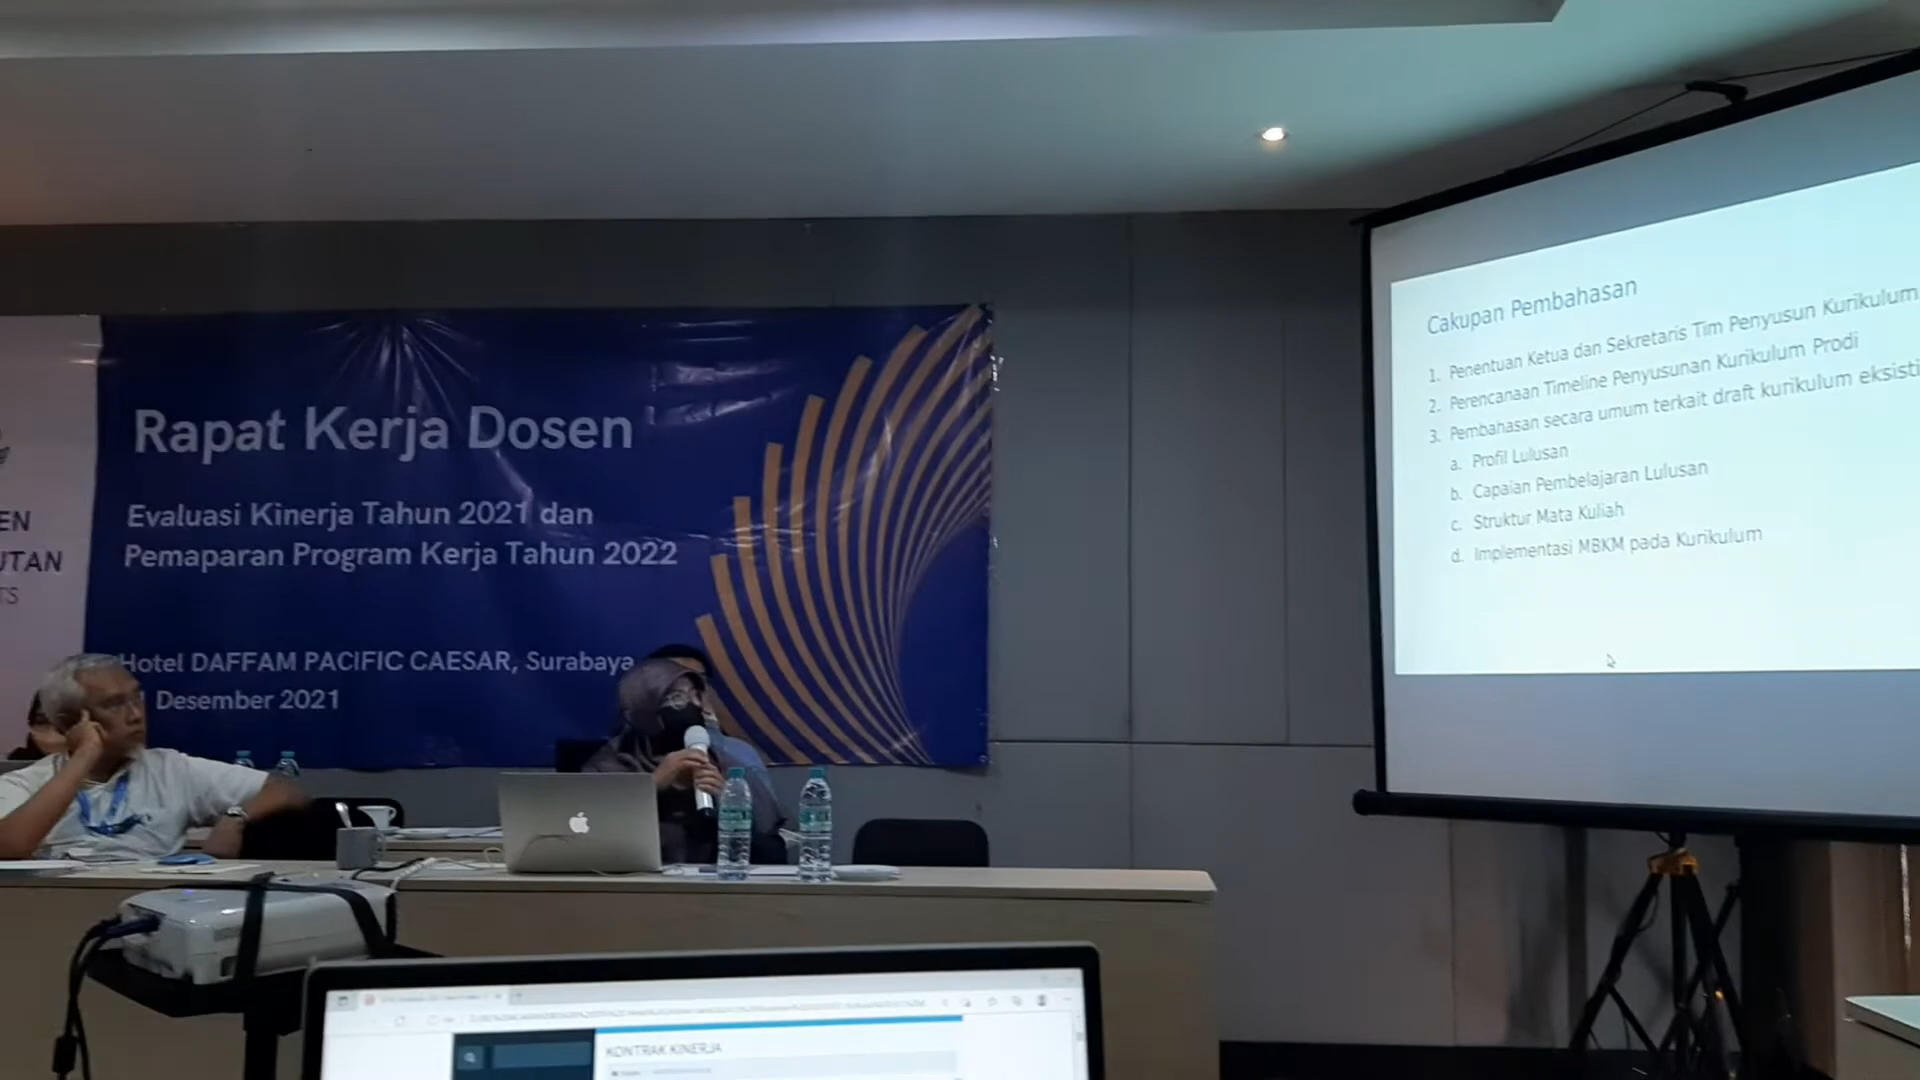 EN
UTAN
TS
Rapat Kerja Dosen
Evaluasi Kinerja Tahun 2021 dan
Pemaparan Program Kerja Tahun 2022
Hotel DAFFAM PACIFIC CAESAR, Surabaya
Desember 2021
Cakupan Pembahasan
1. Penentuan Ketua dan Sekretaris Tim Penyusun Kurikulum
2. Perencanaan Timeline Penyusunan Kurikulum Prodi
3. Pembahasan secara umum terkait draft kurikulum eksisti
a. Profil Lulusan
b. Capaian Pembelajaran Lulusan
c. Struktur Mata Kuliah
d. Implementasi MBKM pada Kurikulum
KONTRAK KINERJA